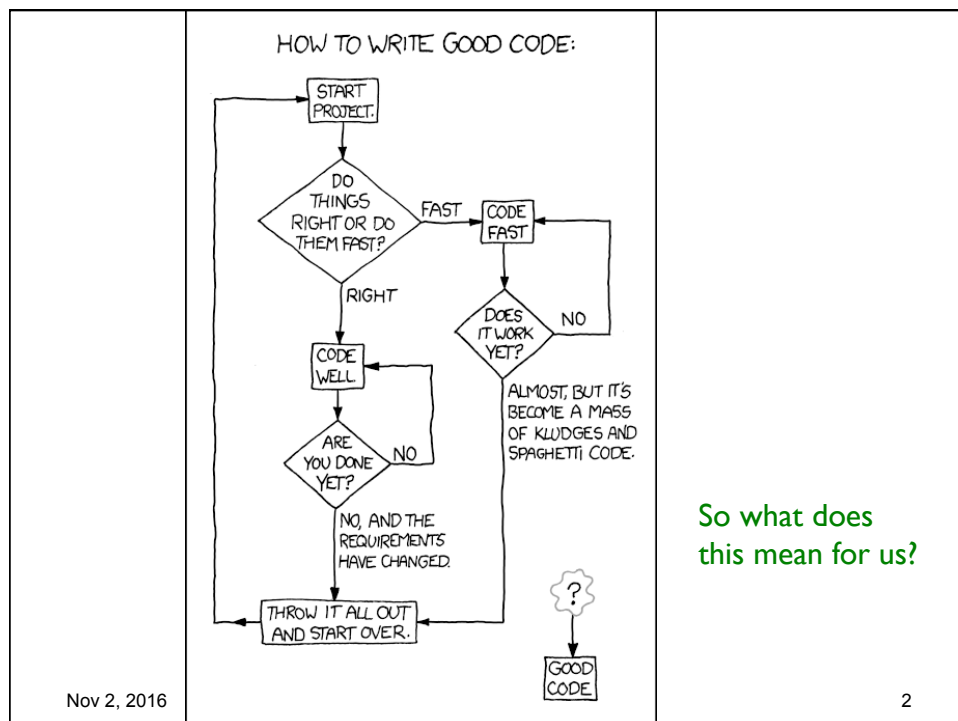 HOW TO WRITE GOOD CODE:
START
PROJECT.
DO
THINGS
RIGHT OR DO
THEM FAST?
FAST
CODE
FAST
RIGHT
DOES
IT WORK
YET?
NO
CODE
WELL.
ALMOST, BUT IT'S
BECOME A MASS
OF KLUDGES AND
SPAGHETTI CODE.
ARE
YOU DONE
YET?
NO
NO, AND THE
REQUIREMENTS
HAVE CHANGED.
THROW IT ALL OUT
AND START OVER.
?
GOOD
CODE
So what does
this mean for us?
Nov 2, 2016
2